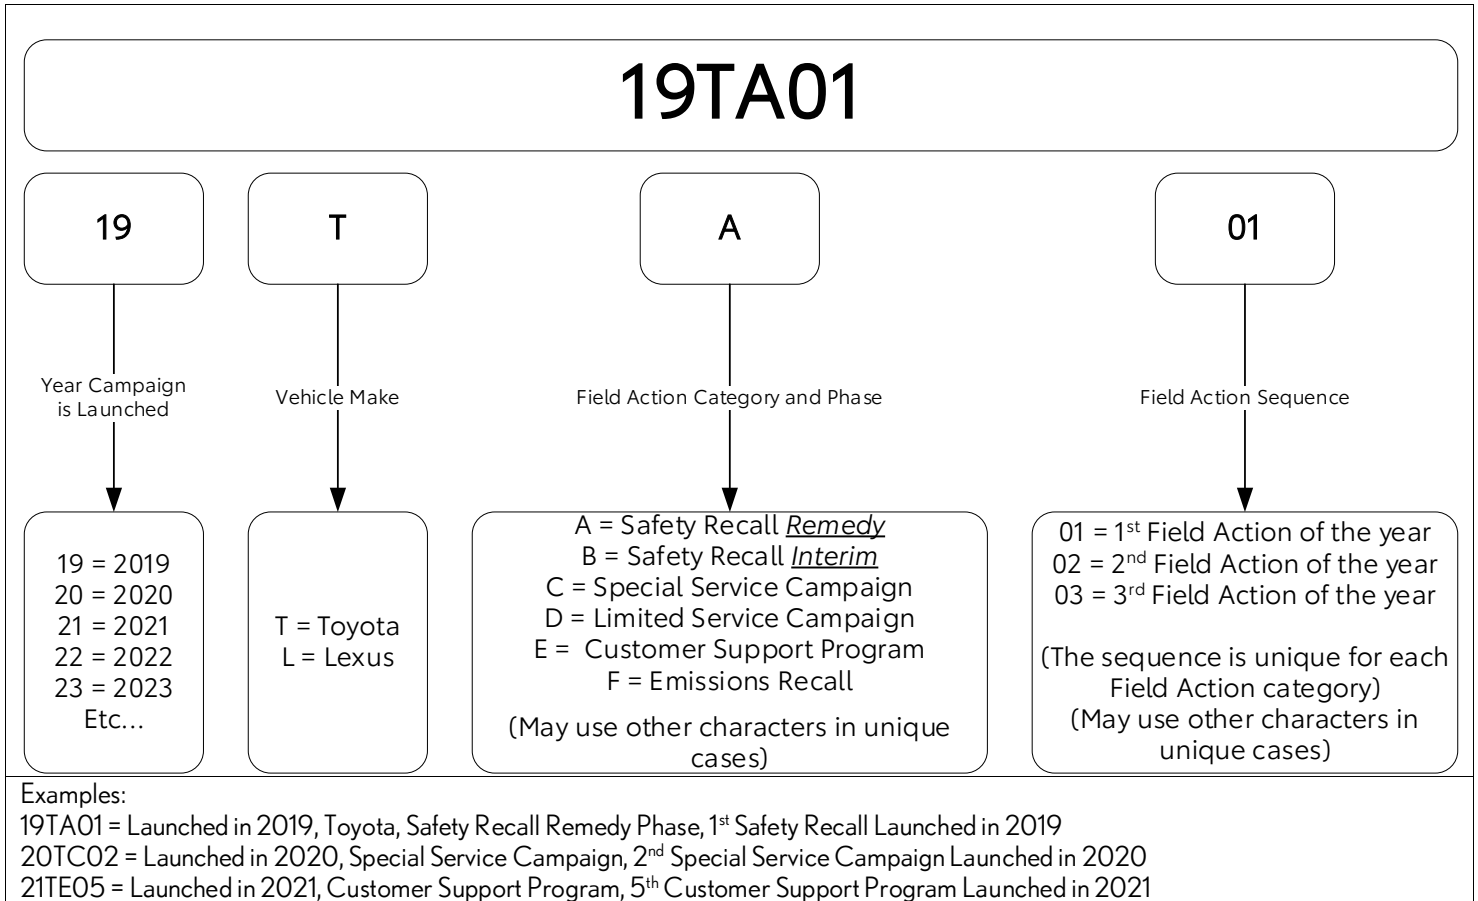 19TA01
19
T
A
01
Year Campaign
is Launched
Vehicle Make
Field Action Category and Phase
Field Action Sequence
19 = 2019
20 = 2020
21 = 2021
22 = 2022
23 = 2023
Etc...
T = Toyota
L = Lexus
A = Safety Recall Remedy
B = Safety Recall Interim
C = Special Service Campaign
D = Limited Service Campaign
E =  Customer Support Program
F = Emissions Recall
(May use other characters in unique
cases)
01 = 1st Field Action of the year
02 = 2nd Field Action of the year
03 = 3rd Field Action of the year
(The sequence is unique for each
Field Action category)
(May use other characters in
unique cases)
Examples:
19TA01 = Launched in 2019, Toyota, Safety Recall Remedy Phase, 1st Safety Recall Launched in 2019
20TC02 = Launched in 2020, Special Service Campaign, 2nd Special Service Campaign Launched in 2020
21TE05 = Launched in 2021, Customer Support Program, 5th Customer Support Program Launched in 2021